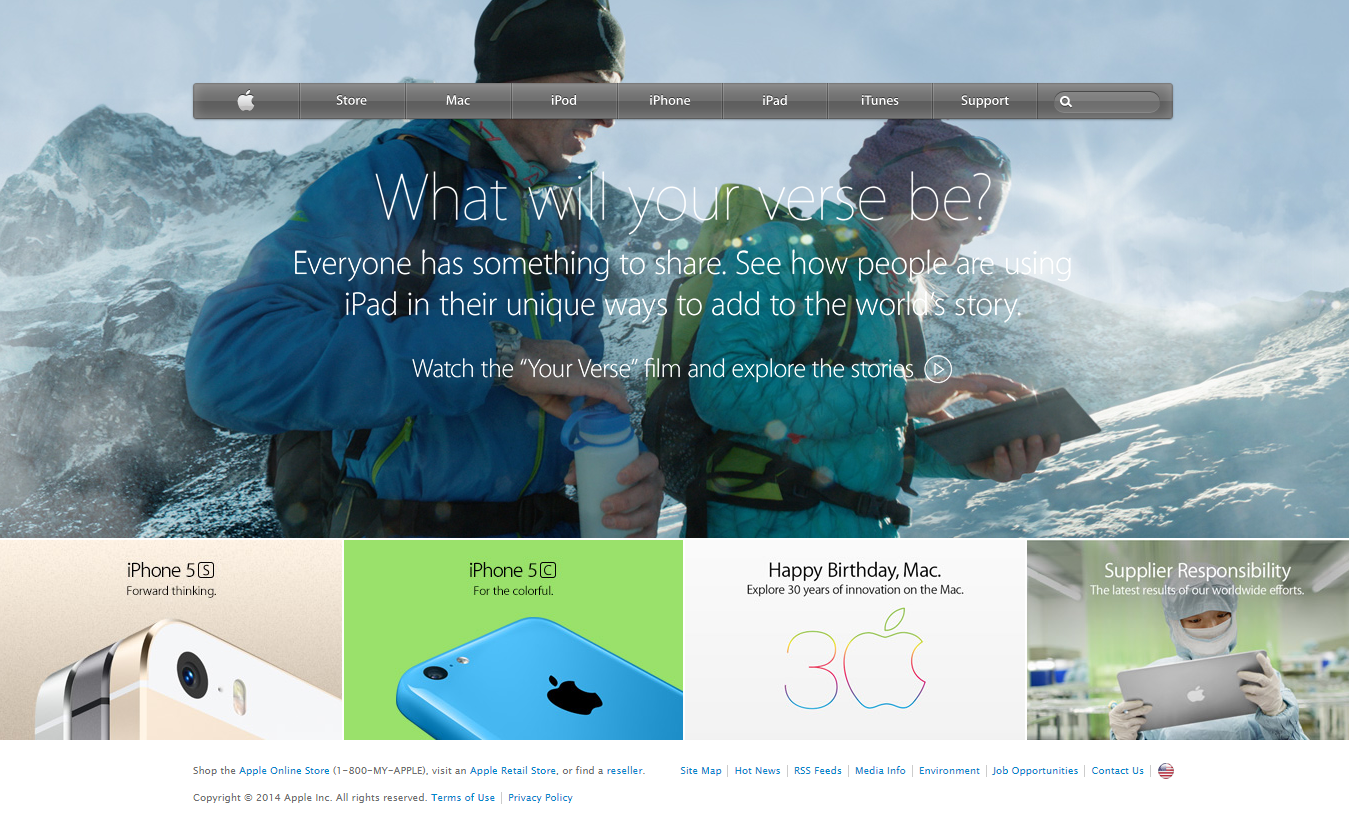 Store Mac iPod iPhone iPad iTunes Support
What will your verse be?
Everyone has something to share. See how people are using
iPad in their unique ways to add to the world's story.
Watch the “Your Verse” film and explore the stories
iPhone 5S
Forward thinking.
iPhone 5C
For the colorful.
Happy Birthday, Mac.
Explore 30 years of innovation on the Mac.
30
Supplier Responsibility
The latest results of our worldwide efforts.
Shop the Apple Online Store (1-800-MY-APPLE), visit an Apple Retail Store, or find a reseller.
Site Map Hot News RSS Feeds Media Info Environment Job Opportunities Contact Us
Copyright © 2014 Apple Inc. All rights reserved. Terms of Use Privacy Policy